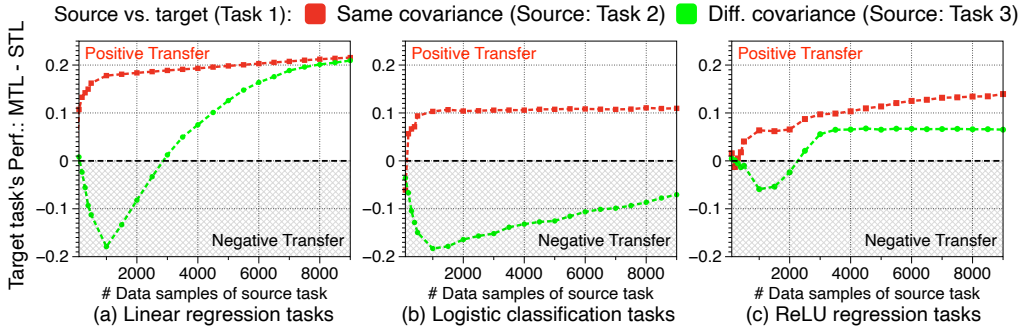 Source vs. target (Task 1): Same covariance (Source: Task 2) Diff. covariance (Source: Task 3)
Target task's Perf.: MTL - STL
Positive Transfer
0.2
0.1
0
−0.1
−0.2
Negative Transfer
2000 4000 6000 8000
# Data samples of source task
(a) Linear regression tasks
Positive Transfer
0.2
0.1
0
−0.1
−0.2
Negative Transfer
2000 4000 6000 8000
# Data samples of source task
(b) Logistic classification tasks
Positive Transfer
0.2
0.1
0
−0.1
−0.2
Negative Transfer
2000 4000 6000 8000
# Data samples of source task
(c) ReLU regression tasks